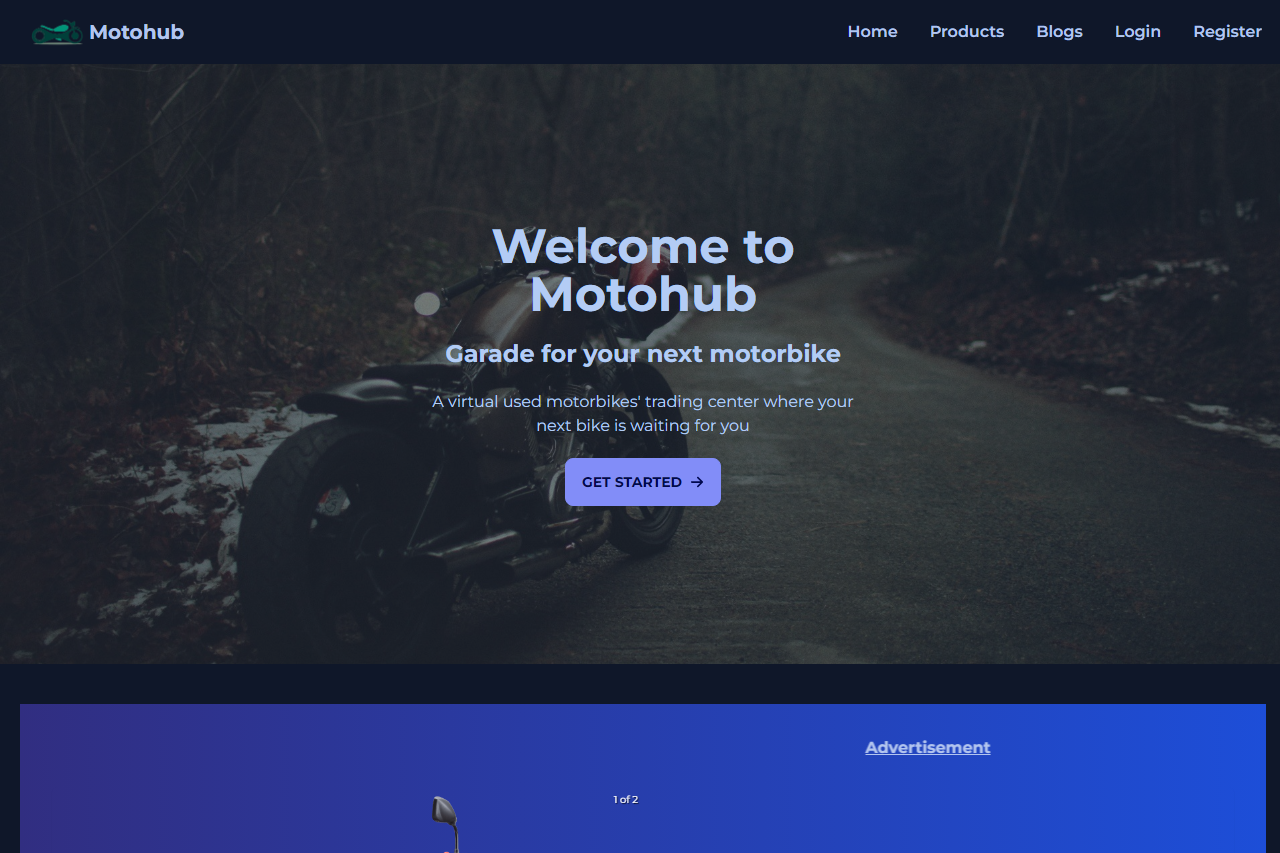 Motohub
Home
Products
Blogs
Login
Register
Welcome to
Motohub
Garade for your next motorbike
A virtual used motorbikes' trading center where your
next bike is waiting for you
GET STARTED →
Advertisement
1 of 2